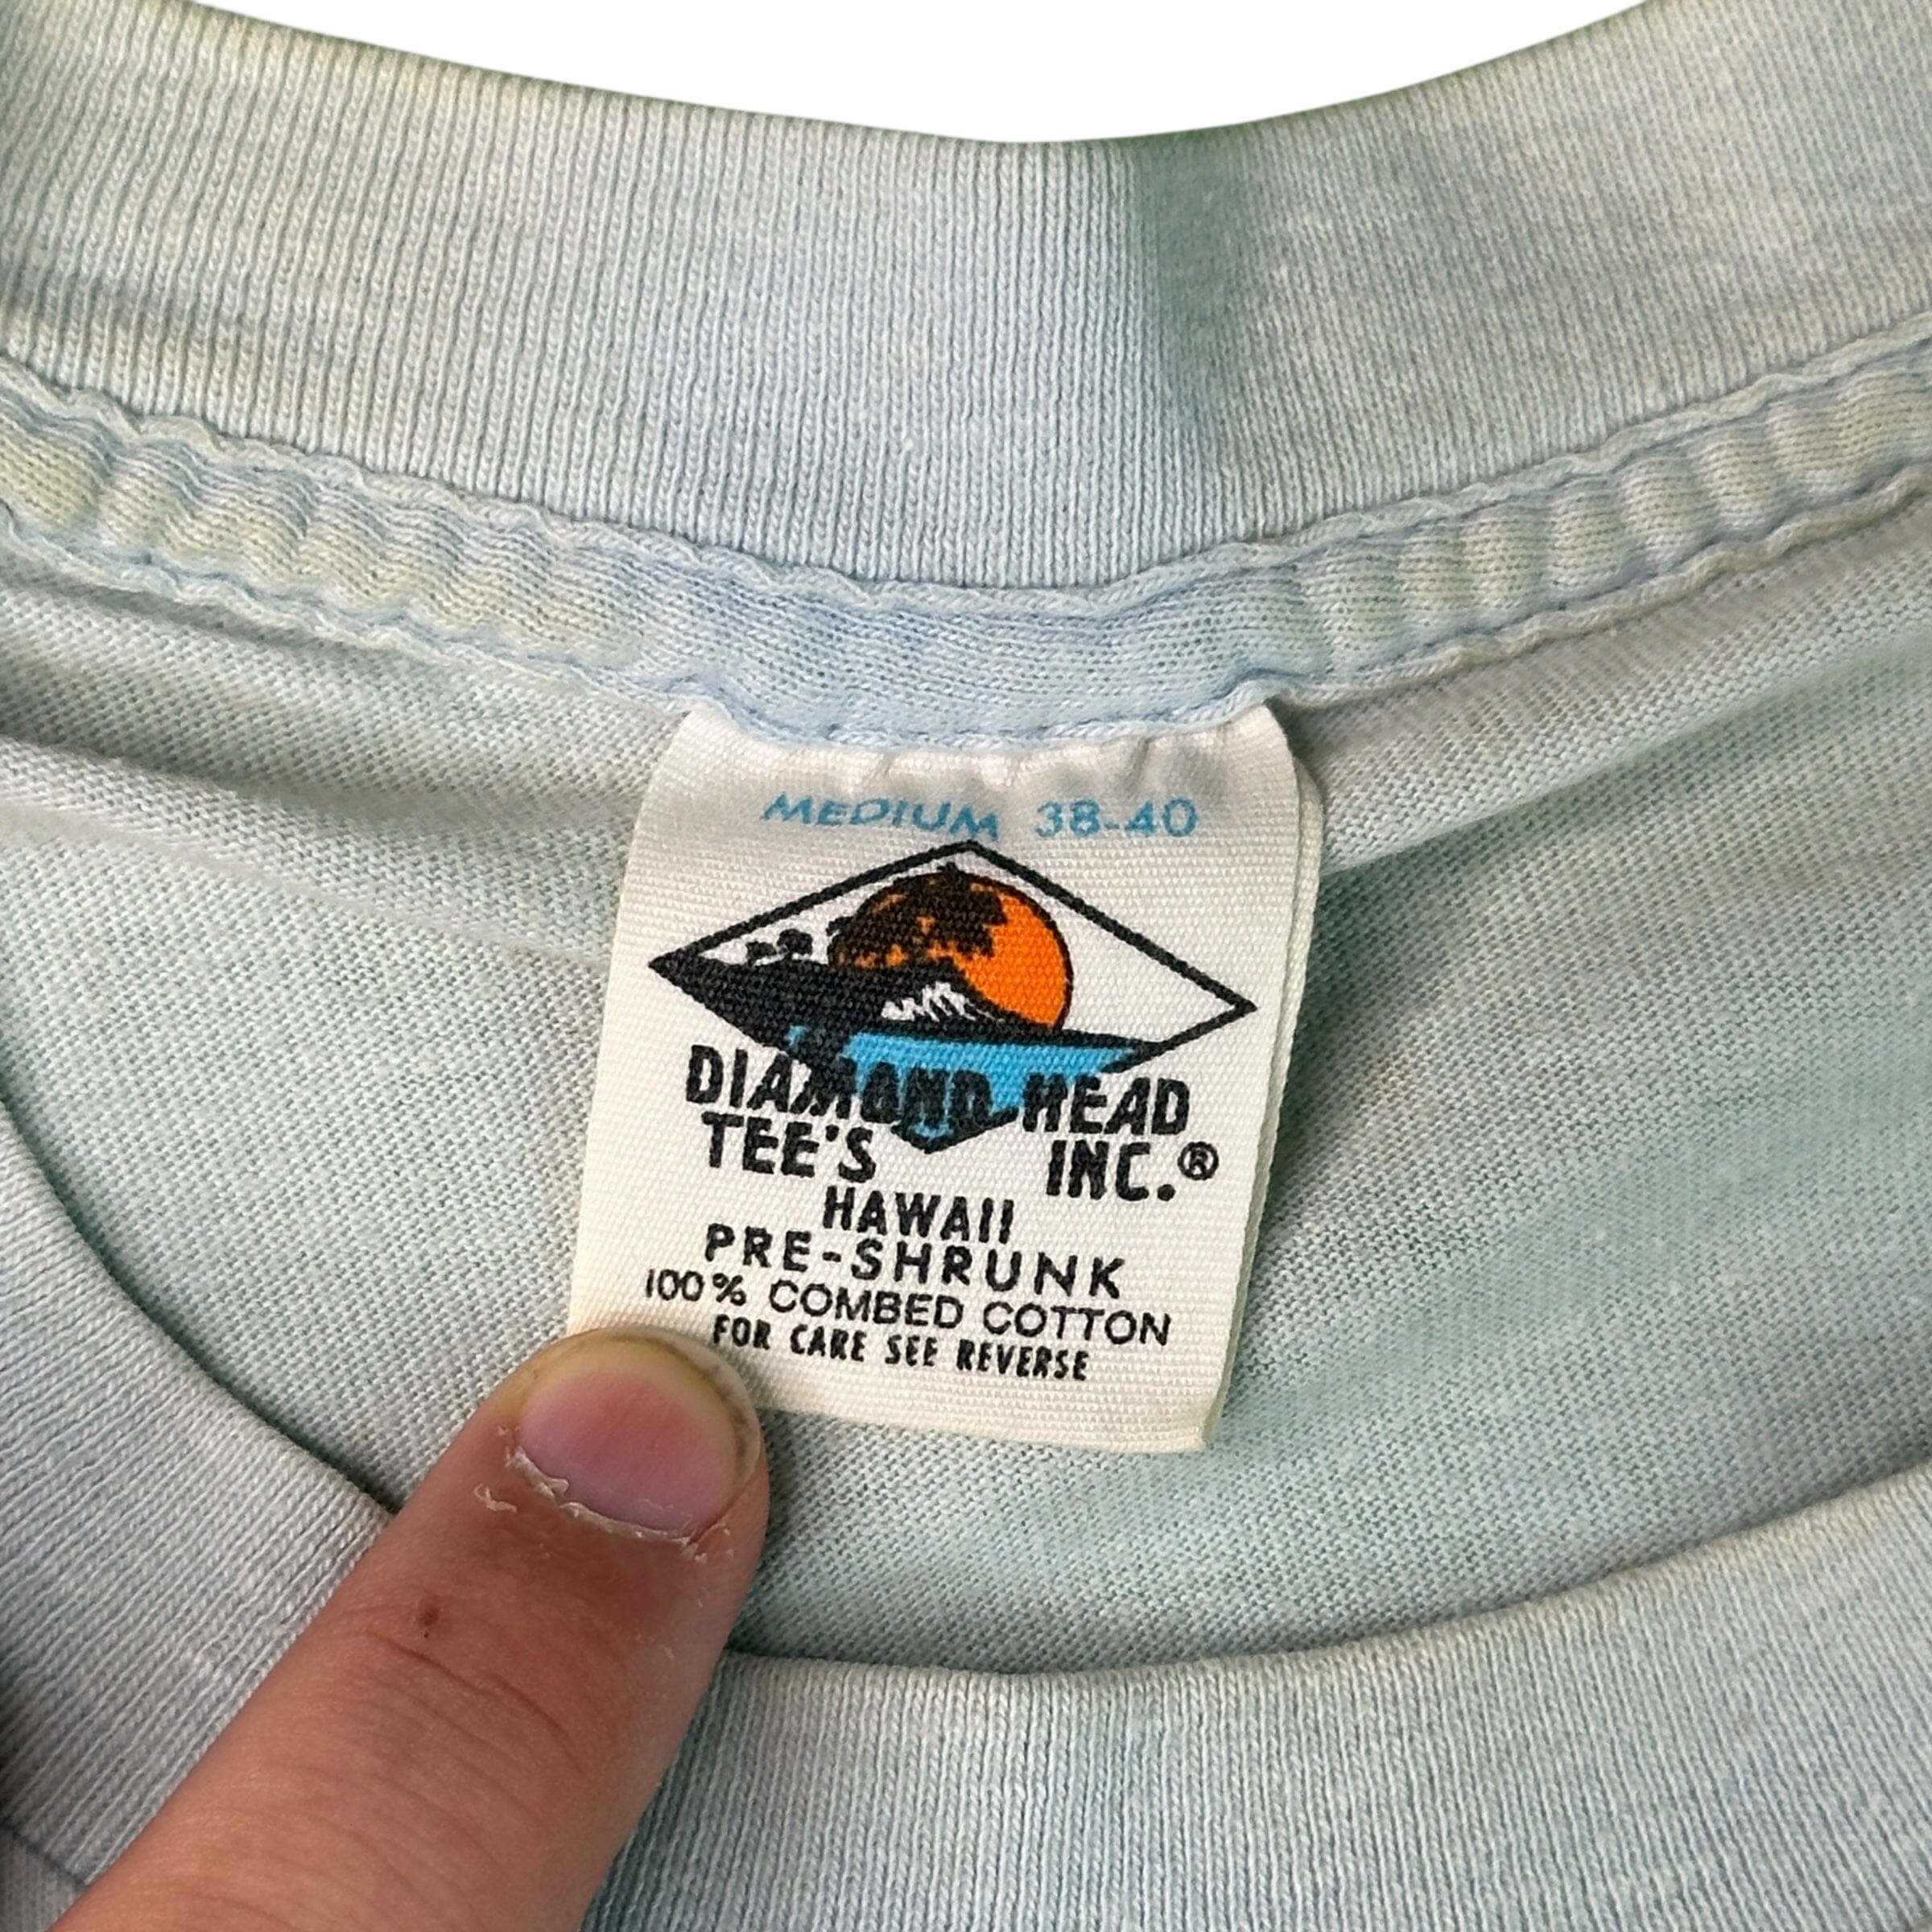 MEDIUM 38-40
DIAMOND HEAD
TEE'S INC.®
HAWAII
PRE-SHRUNK
100% COMBED COTTON
FOR CARE SEE REVERSE